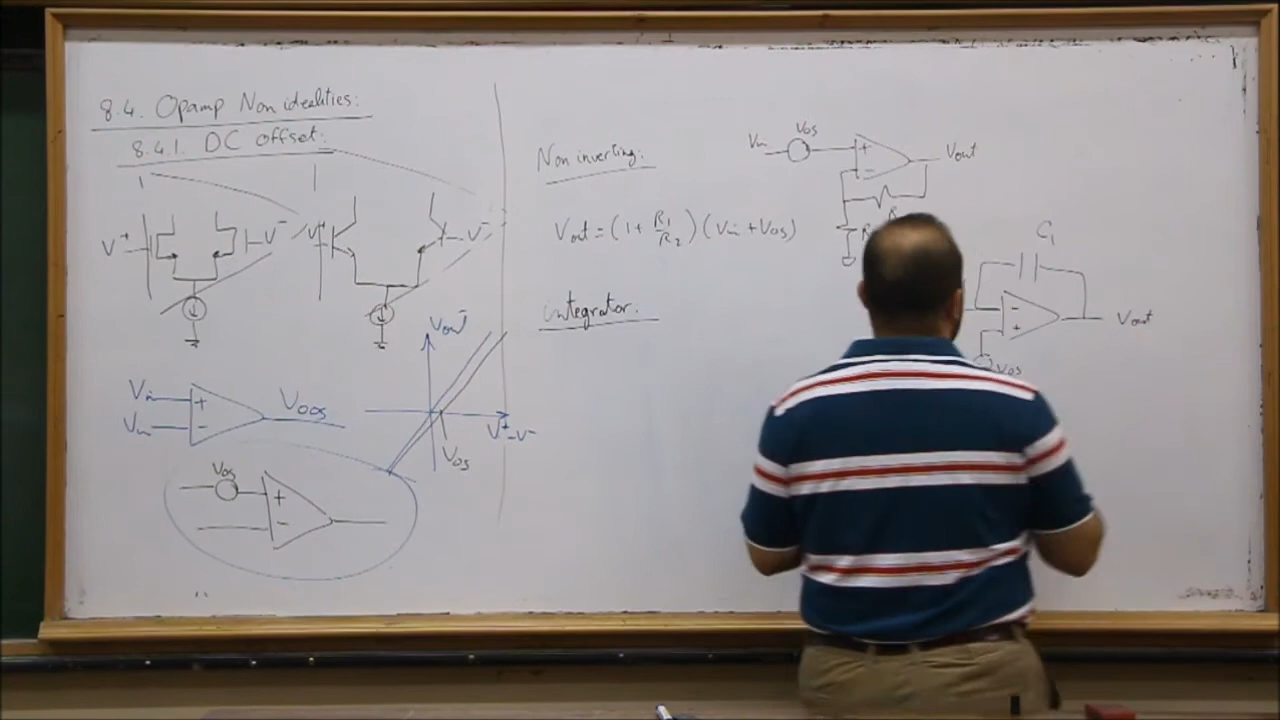 8.4. Opamp Non idealities:
8.4.1. DC offset:
V+ V-
V+ V-
Vout
V+-V-
Vos
Vin
Vin
+
-
Voos
Vos
+
-
Non inverting:
Vin Vos + - Vout
Vout = (1 + R1/R2) (Vin + Vos)
integrator:
C1
-
+
Vout
Vos